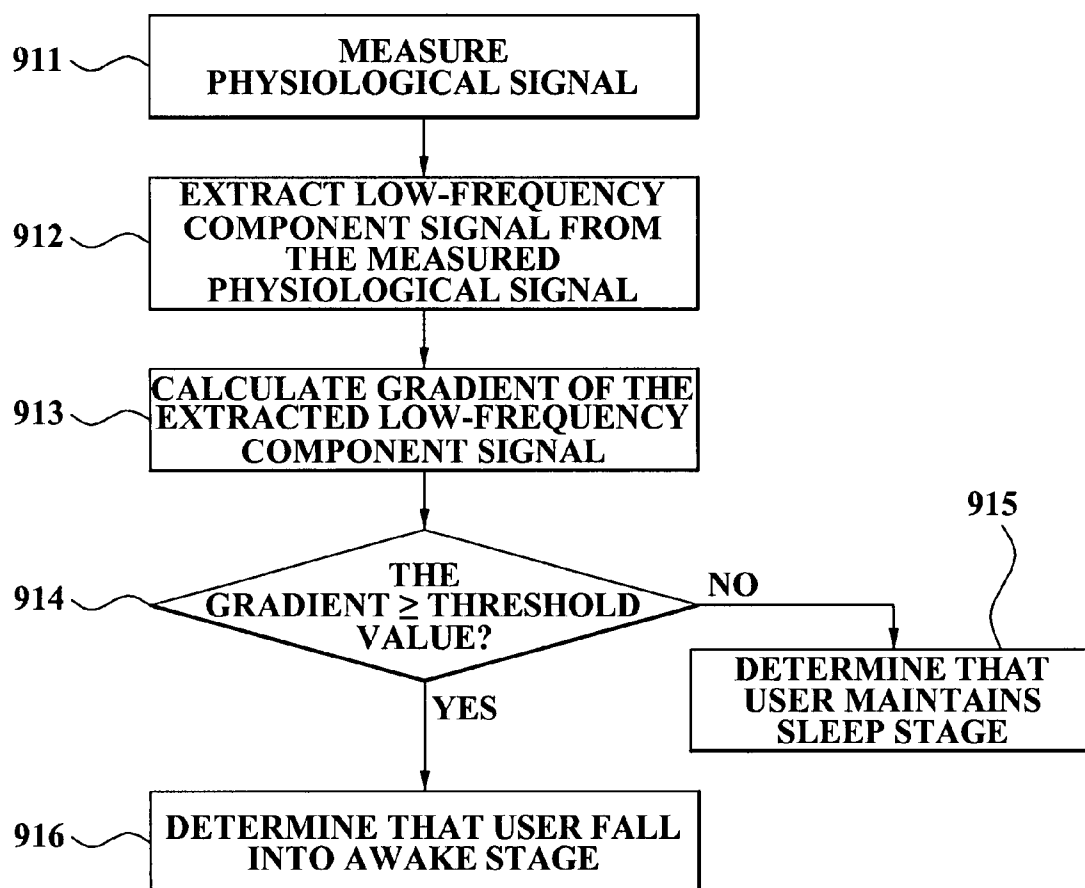 911
MEASURE
PHYSIOLOGICAL SIGNAL
912
EXTRACT LOW-FREQUENCY
COMPONENT SIGNAL FROM
THE MEASURED
PHYSIOLOGICAL SIGNAL
913
CALCULATE GRADIENT OF THE
EXTRACTED LOW-FREQUENCY
COMPONENT SIGNAL
914
THE
GRADIENT ≥ THRESHOLD
VALUE?
NO
915
DETERMINE THAT
USER MAINTAINS
SLEEP STAGE
YES
916
DETERMINE THAT USER FALL
INTO AWAKE STAGE